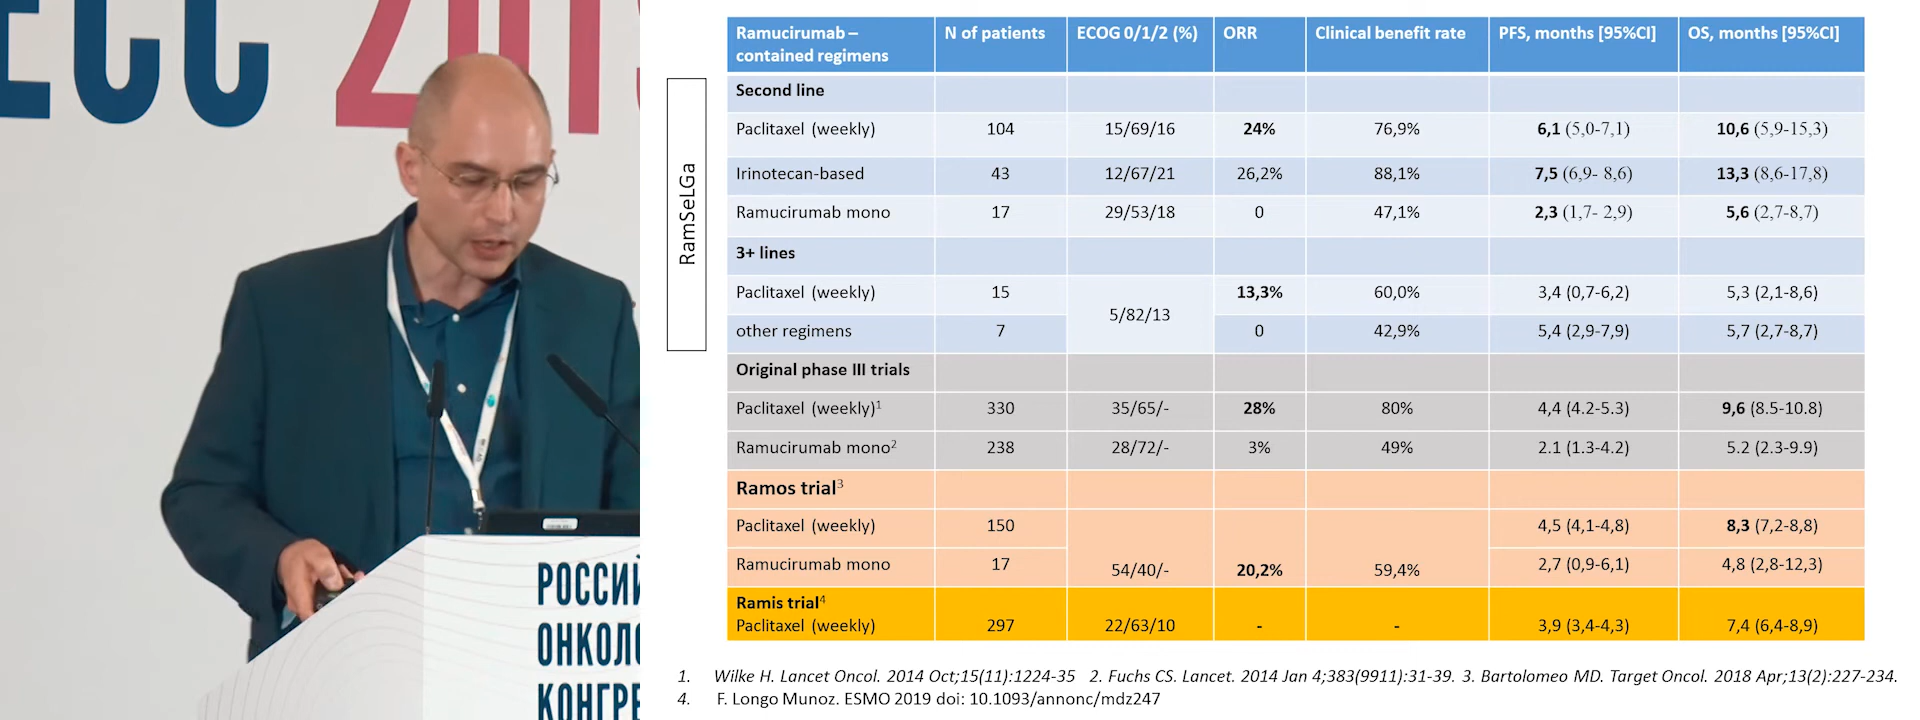 ECC 2019
РОССИЙ
ОНКОЛО
КОНГРЕ
RamSeLGa
Ramucirumab – contained regimens N of patients ECOG 0/1/2 (%) ORR Clinical benefit rate PFS, months [95%CI] OS, months [95%CI]
Second line
Paclitaxel (weekly) 104 15/69/16 24% 76,9% 6,1 (5,0-7,1) 10,6 (5,9-15,3)
Irinotecan-based 43 12/67/21 26,2% 88,1% 7,5 (6,9- 8,6) 13,3 (8,6-17,8)
Ramucirumab mono 17 29/53/18 0 47,1% 2,3 (1,7- 2,9) 5,6 (2,7-8,7)
3+ lines
Paclitaxel (weekly) 15 13,3% 60,0% 3,4 (0,7-6,2) 5,3 (2,1-8,6)
5/82/13
other regimens 7 0 42,9% 5,4 (2,9-7,9) 5,7 (2,7-8,7)
Original phase III trials
Paclitaxel (weekly)1 330 35/65/- 28% 80% 4,4 (4.2-5.3) 9,6 (8.5-10.8)
Ramucirumab mono2 238 28/72/- 3% 49% 2.1 (1.3-4.2) 5.2 (2.3-9.9)
Ramos trial3
Paclitaxel (weekly) 150 4,5 (4,1-4,8) 8,3 (7,2-8,8)
Ramucirumab mono 17 54/40/- 20,2% 59,4% 2,7 (0,9-6,1) 4,8 (2,8-12,3)
Ramis trial4
Paclitaxel (weekly) 297 22/63/10 - - 3,9 (3,4-4,3) 7,4 (6,4-8,9)
1. Wilke H. Lancet Oncol. 2014 Oct;15(11):1224-35 2. Fuchs CS. Lancet. 2014 Jan 4;383(9911):31-39. 3. Bartolomeo MD. Target Oncol. 2018 Apr;13(2):227-234.
4. F. Longo Munoz. ESMO 2019 doi: 10.1093/annonc/mdz247